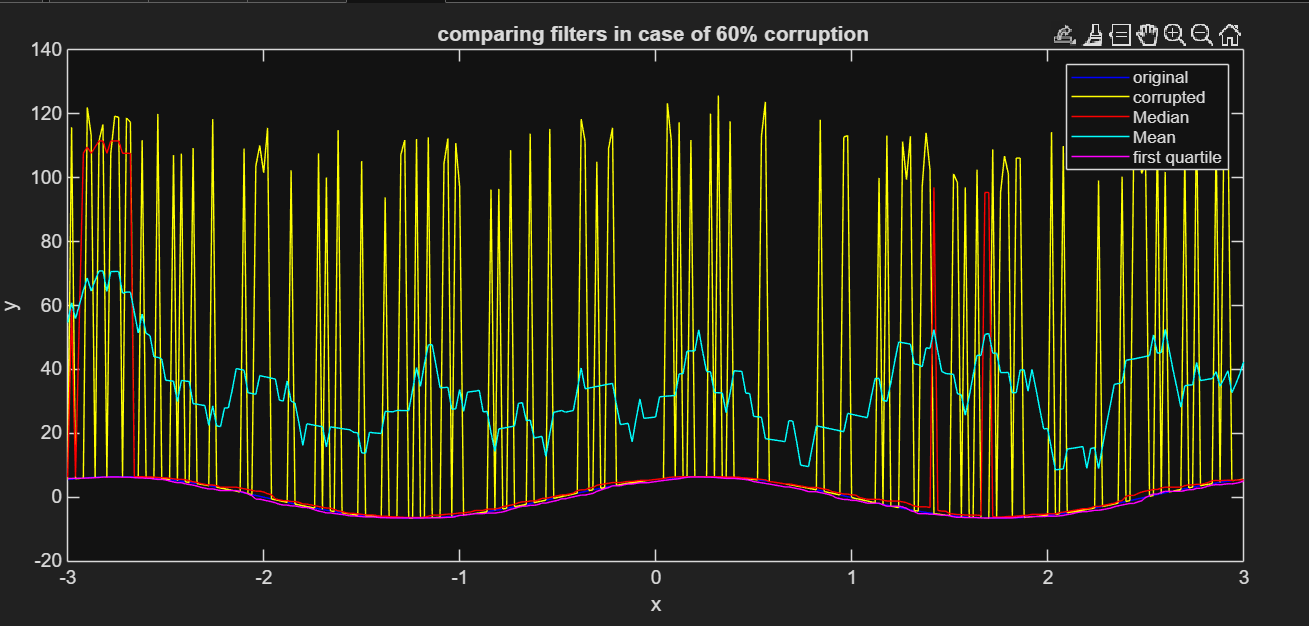 comparing filters in case of 60% corruption
140
120
100
80
60
40
20
0
-20
y
-3
-2
-1
0
1
2
3
x
original
corrupted
Median
Mean
first quartile